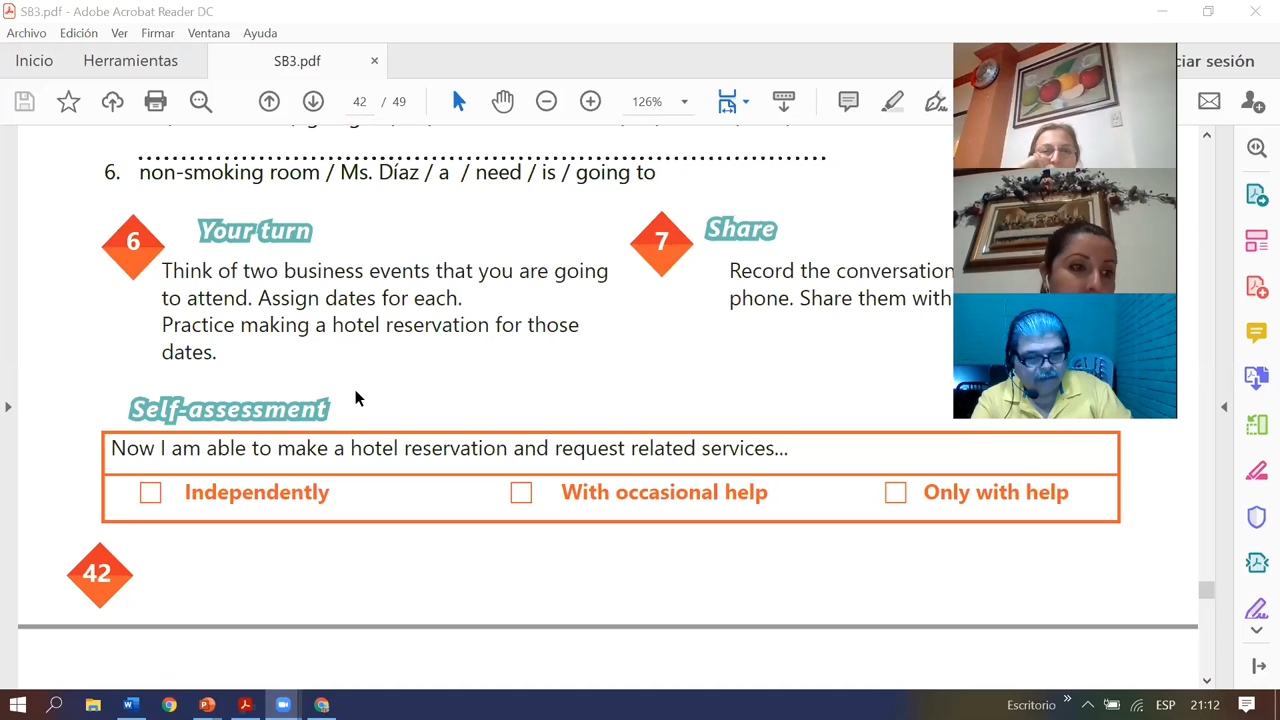 SB3.pdf - Adobe Acrobat Reader DC
Archivo Edición Ver Firmar Ventana Ayuda
Inicio Herramientas SB3.pdf ciar sesión
42 / 49 126%
6. non-smoking room / Ms. Díaz / a / need / is / going to
6 Your turn
Think of two business events that you are going
to attend. Assign dates for each.
Practice making a hotel reservation for those
dates.
7 Share
Record the conversation
phone. Share them with
Self-assessment
Now I am able to make a hotel reservation and request related services...
Independently With occasional help Only with help
42
Escritorio ESP 21:12